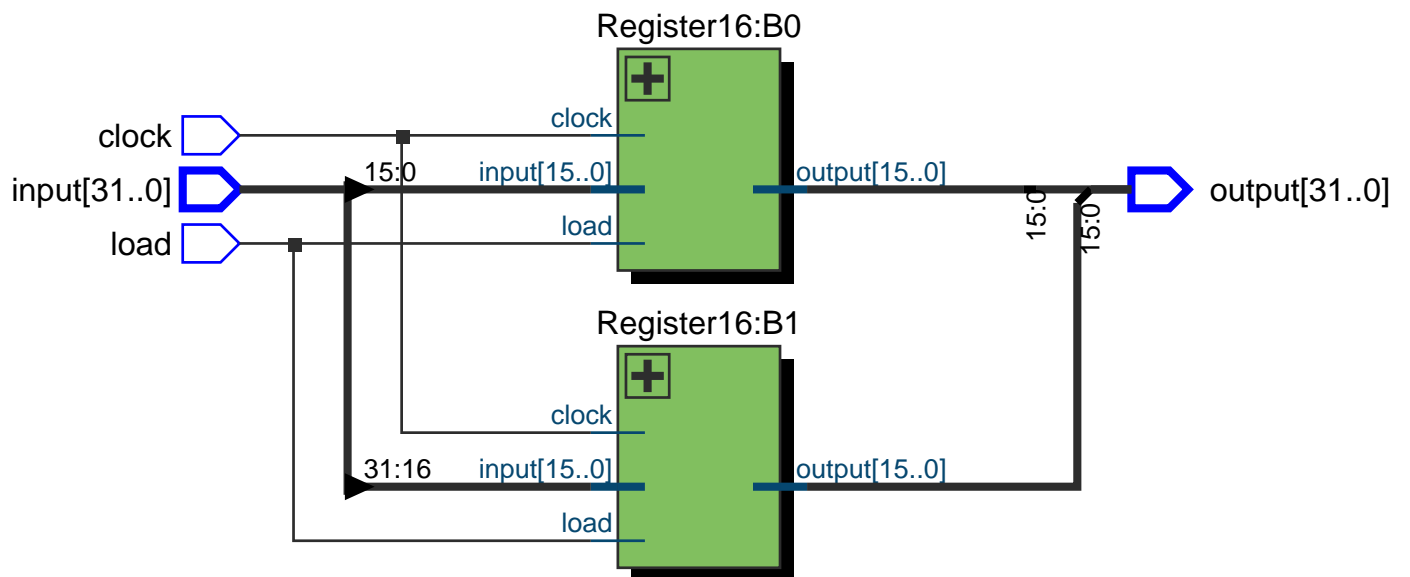 Register16:B0
clock
clock
15:0
input[15..0]
output[15..0]
input[31..0]
output[31..0]
15:0
15:0
load
load
Register16:B1
clock
31:16
input[15..0]
output[15..0]
load